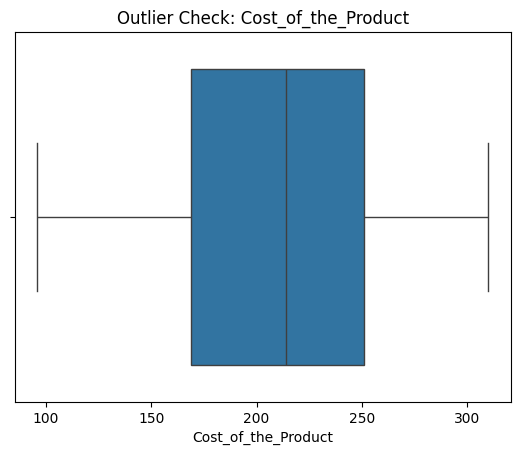 Outlier Check: Cost_of_the_Product
100 150 200 250 300
Cost_of_the_Product